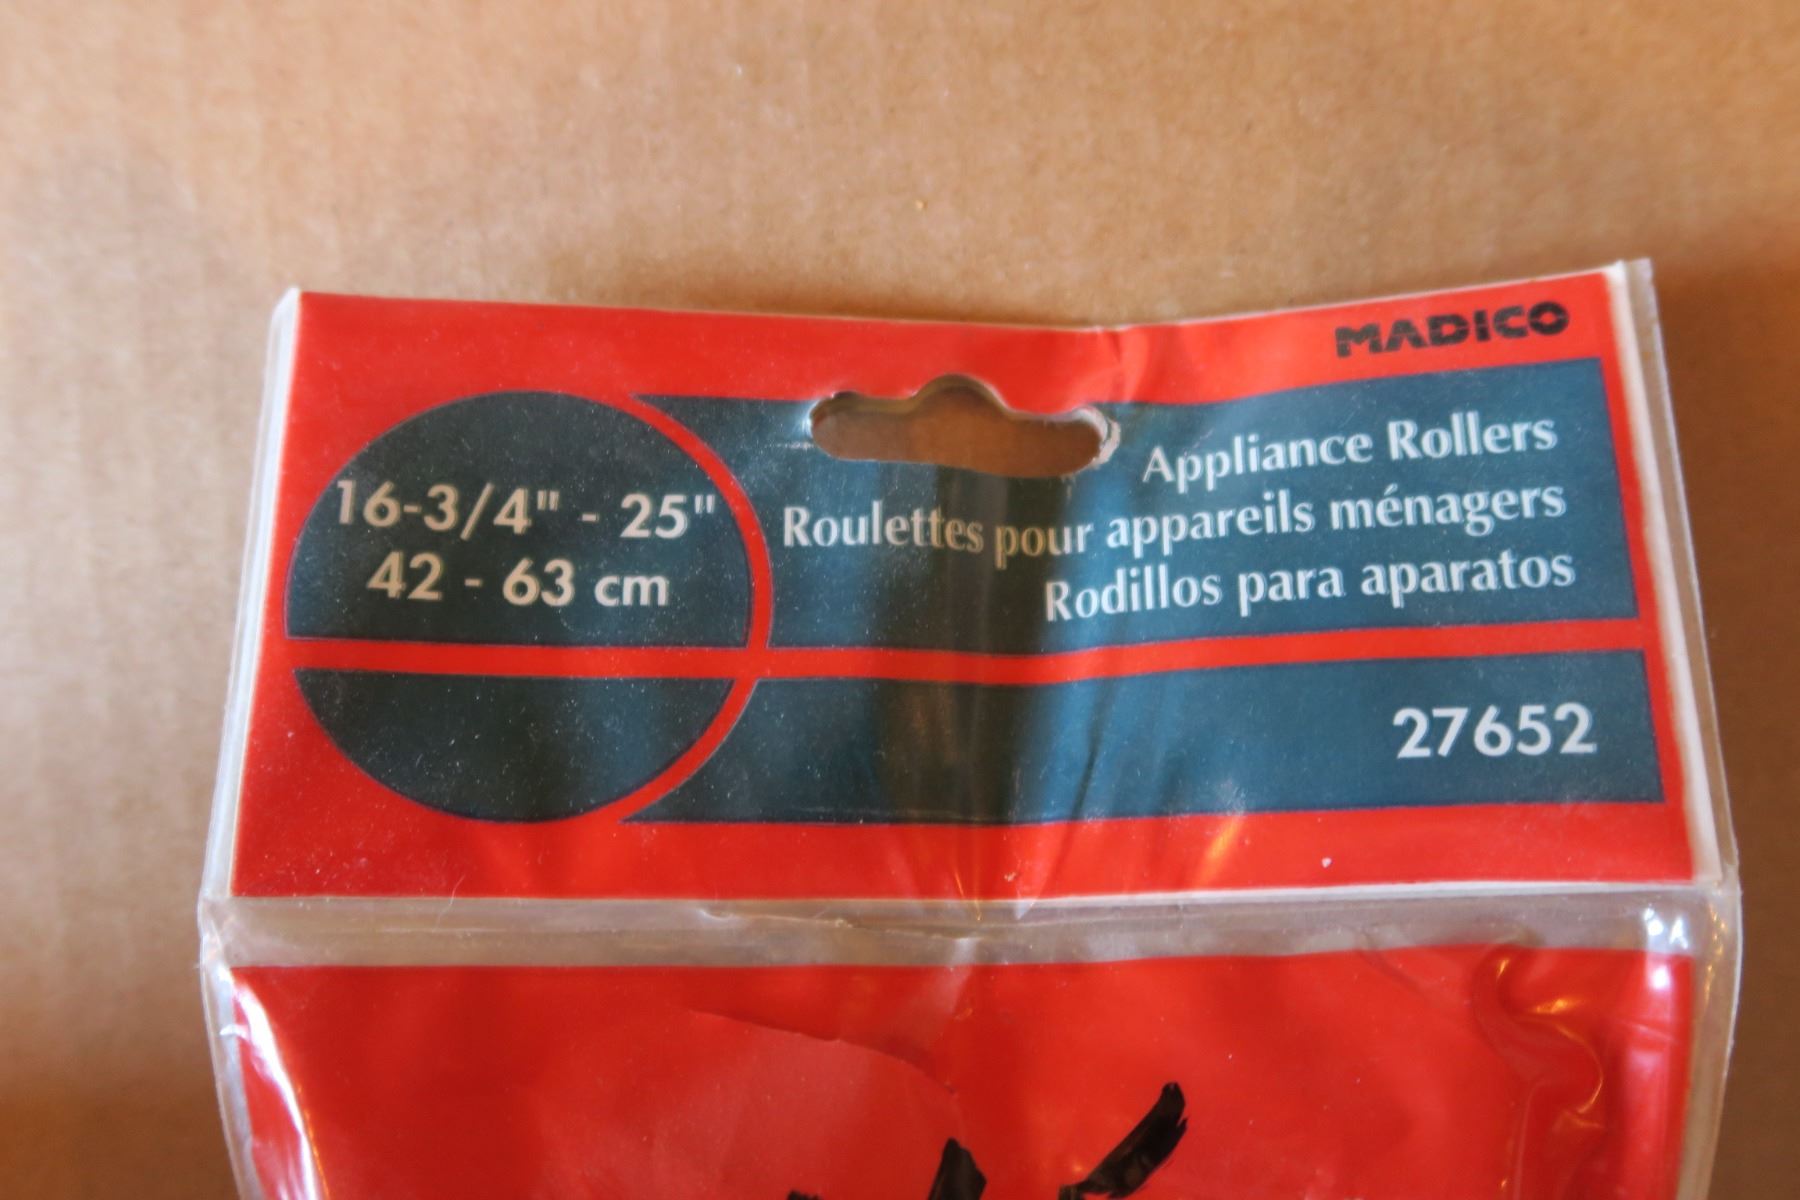 MADICO
16-3/4" - 25"
42 - 63 cm
Appliance Rollers
Roulettes pour appareils ménagers
Rodillos para aparatos
27652